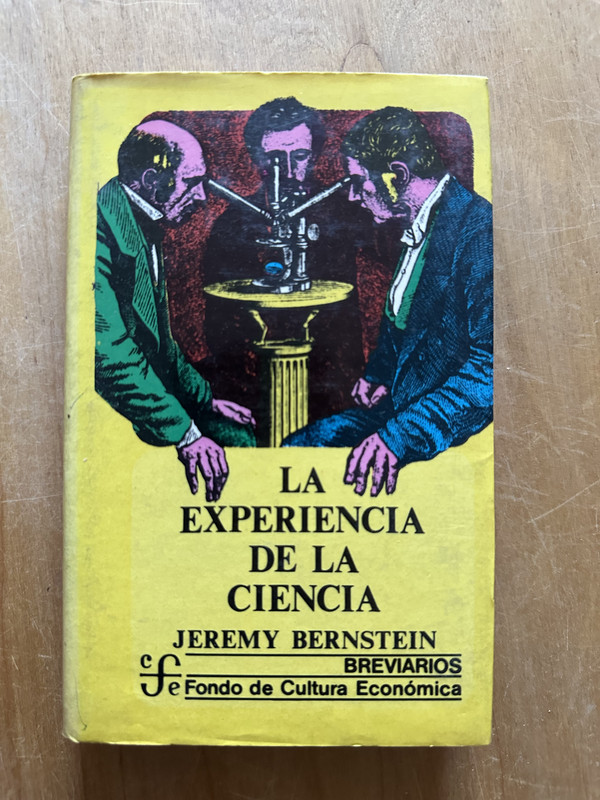 LA
EXPERIENCIA
DE LA
CIENCIA
JEREMY BERNSTEIN
BREVIARIOS
cfe
Fondo de Cultura Económica